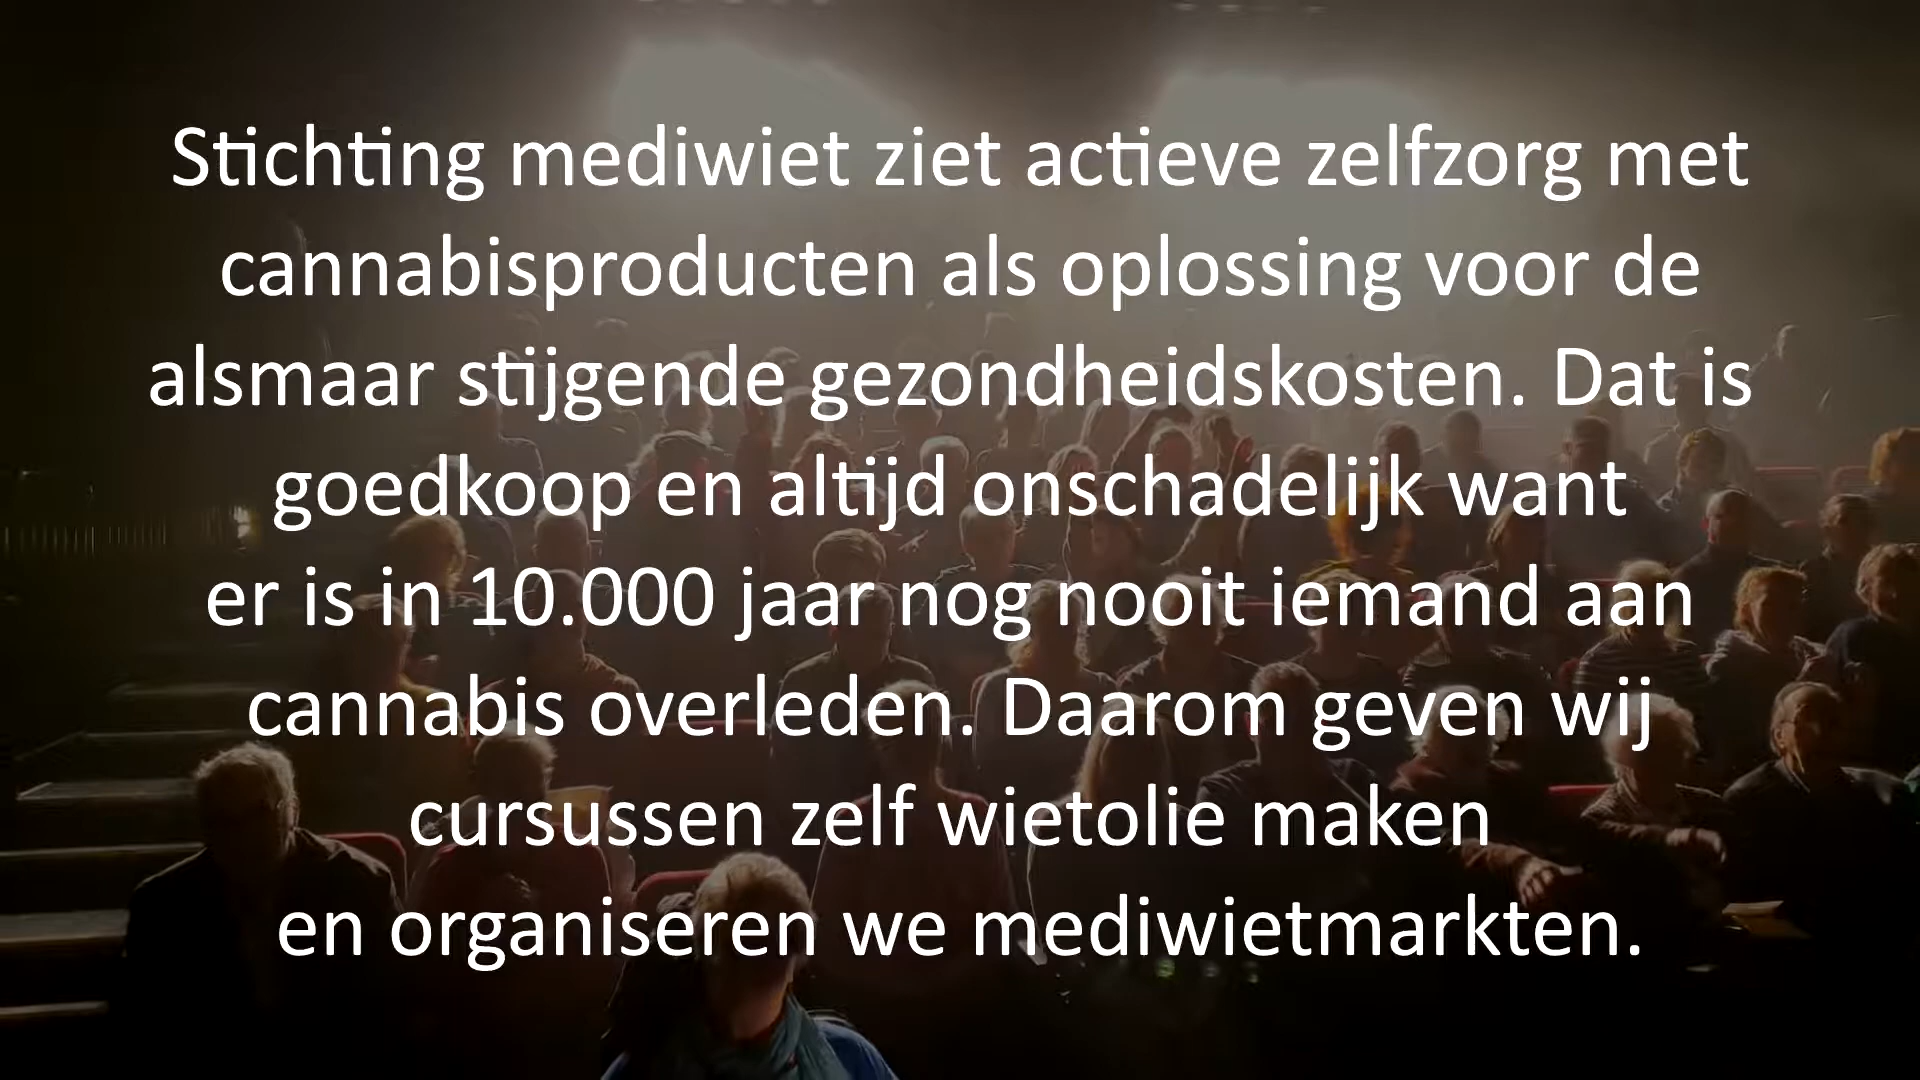 Stichting mediwiet ziet actieve zelfzorg met
cannabisproducten als oplossing voor de
alsmaar stijgende gezondheidskosten. Dat is
goedkoop en altijd onschadelijk want
er is in 10.000 jaar nog nooit iemand aan
cannabis overleden. Daarom geven wij
cursussen zelf wietolie maken
en organiseren we mediwietmarkten.